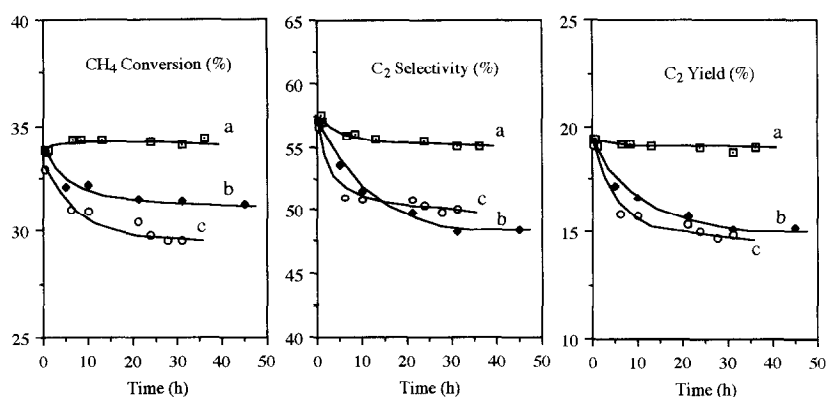 CH₄ Conversion (%)
40
35
30
25
a
b
c
0 10 20 30 40 50
Time (h)
C₂ Selectivity (%)
65
60
55
50
45
40
a
c
b
0 10 20 30 40 50
Time (h)
C₂ Yield (%)
25
20
15
10
a
b
c
0 10 20 30 40 50
Time (h)